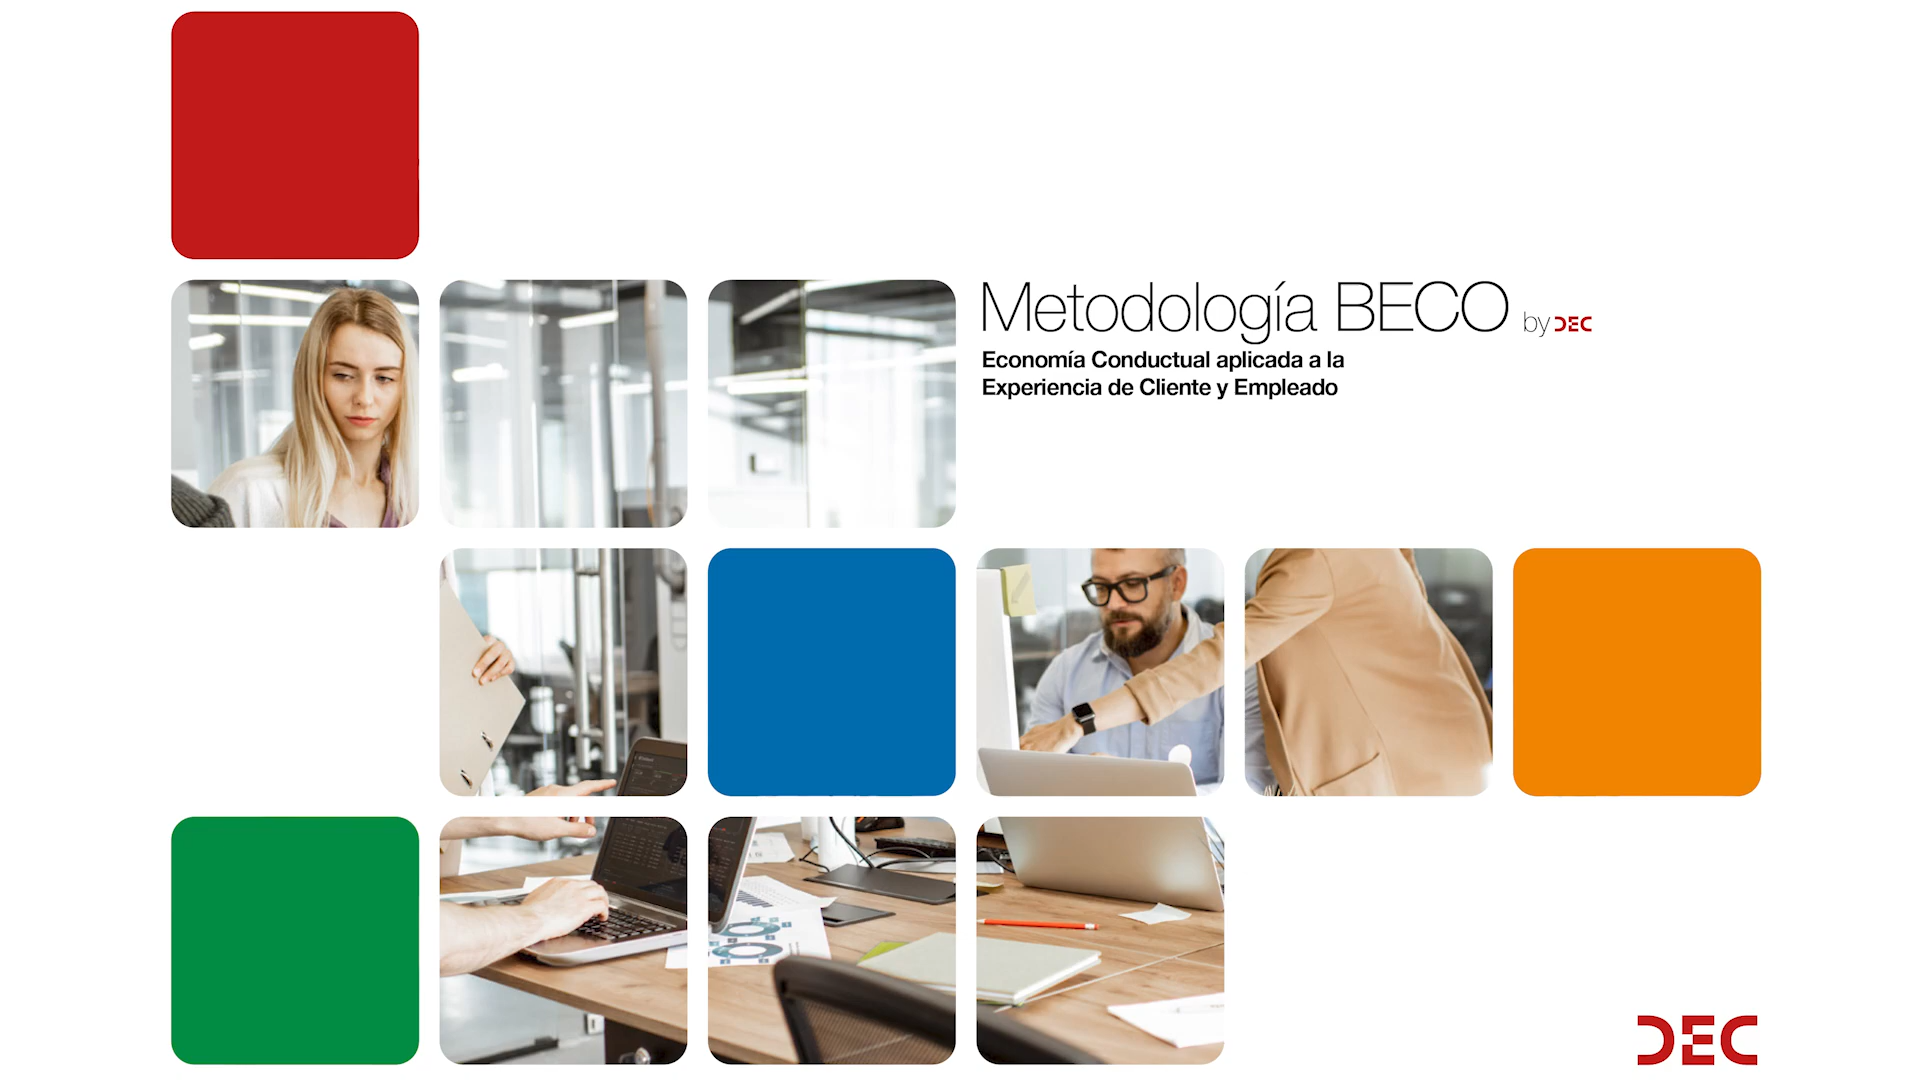 Metodología BECO by DEC
Economía Conductual aplicada a la
Experiencia de Cliente y Empleado
DEC